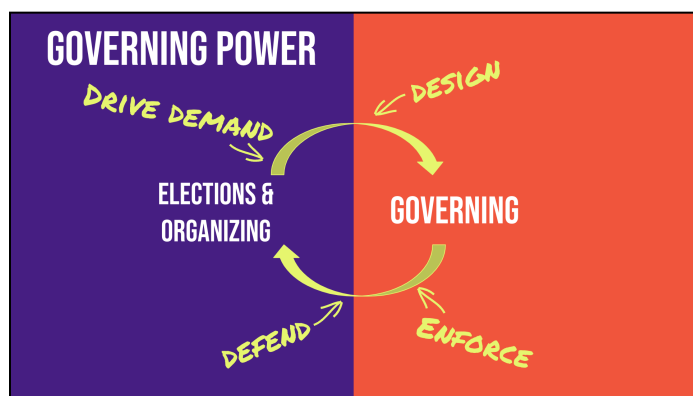 GOVERNING POWER
DRIVE DEMAND
DESIGN
ELECTIONS &
ORGANIZING
GOVERNING
DEFEND
ENFORCE